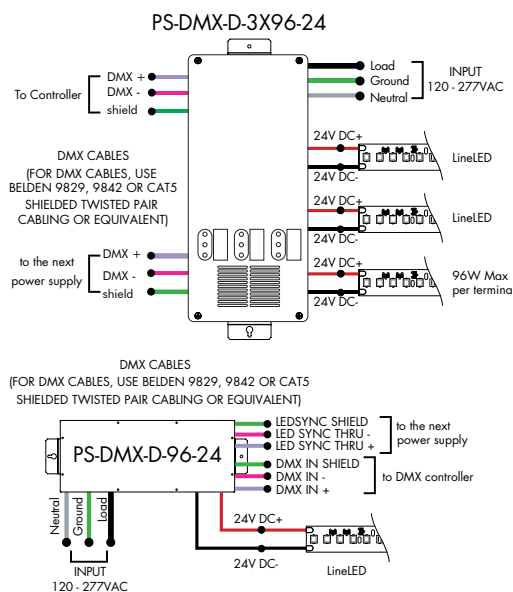 PS-DMX-D-3X96-24
DMX +
DMX -
shield
To Controller
Load
Ground
Neutral
INPUT
120 - 277VAC
DMX CABLES
(FOR DMX CABLES, USE
BELDEN 9829, 9842 OR CAT5
SHIELDED TWISTED PAIR
CABLING OR EQUIVALENT)
24V DC+
24V DC-
LineLED
24V DC+
24V DC-
LineLED
to the next
power supply
DMX +
DMX -
shield
24V DC+
24V DC-
96W Max
per termina
DMX CABLES
(FOR DMX CABLES, USE BELDEN 9829, 9842 OR CAT5
SHIELDED TWISTED PAIR CABLING OR EQUIVALENT)
PS-DMX-D-96-24
LEDSYNC SHIELD
LED SYNC THRU -
LED SYNC THRU +
to the next
power supply
DMX IN SHIELD
DMX IN -
DMX IN +
to DMX controller
Neutral
Ground
Load
INPUT
120 - 277VAC
24V DC+
24V DC-
LineLED